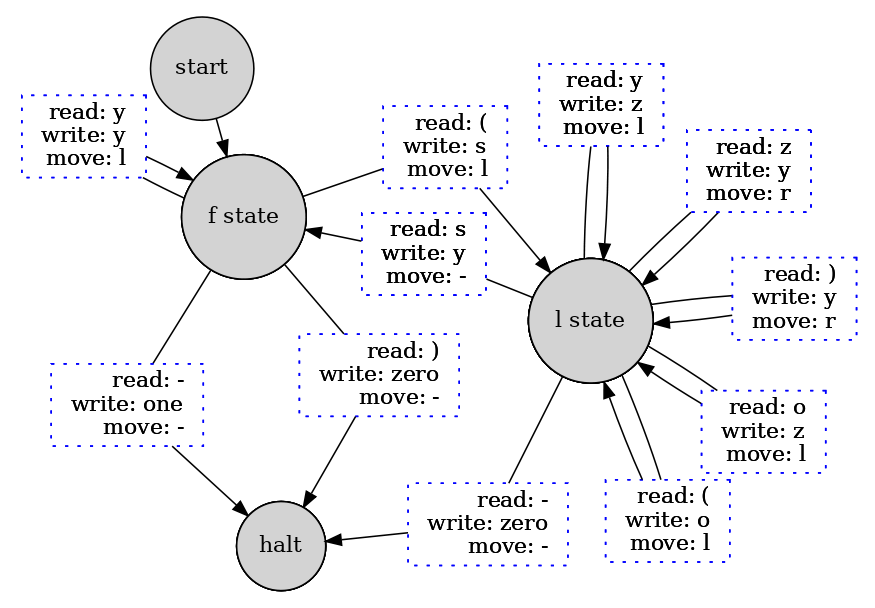 start
read: y
write: y
move: l
f state
read: (
write: s
move: l
read: y
write: z
move: l
read: z
write: y
move: r
read: s
write: y
move: -
l state
read: )
write: y
move: r
read: -
write: one
move: -
read: )
write: zero
move: -
read: o
write: z
move: l
halt
read: -
write: zero
move: -
read: (
write: o
move: l